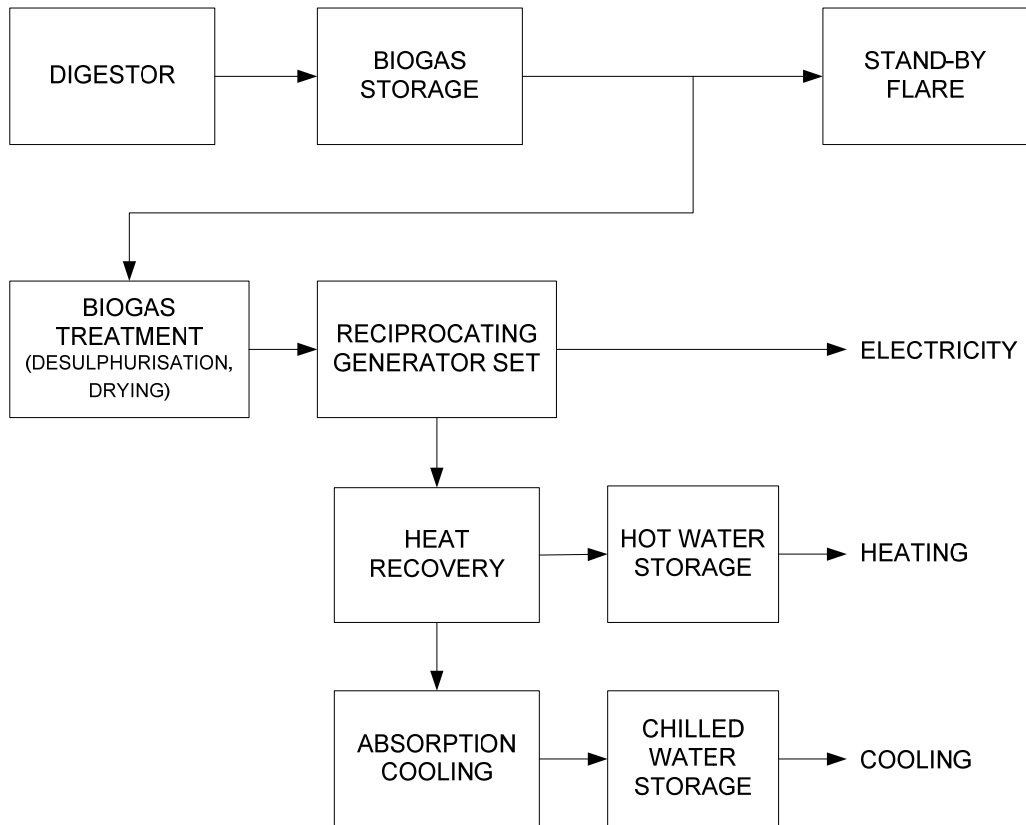 DIGESTOR
BIOGAS
STORAGE
STAND-BY
FLARE
BIOGAS
TREATMENT
(DESULPHURISATION,
DRYING)
RECIPROCATING
GENERATOR SET
ELECTRICITY
HEAT
RECOVERY
HOT WATER
STORAGE
HEATING
ABSORPTION
COOLING
CHILLED
WATER
STORAGE
COOLING